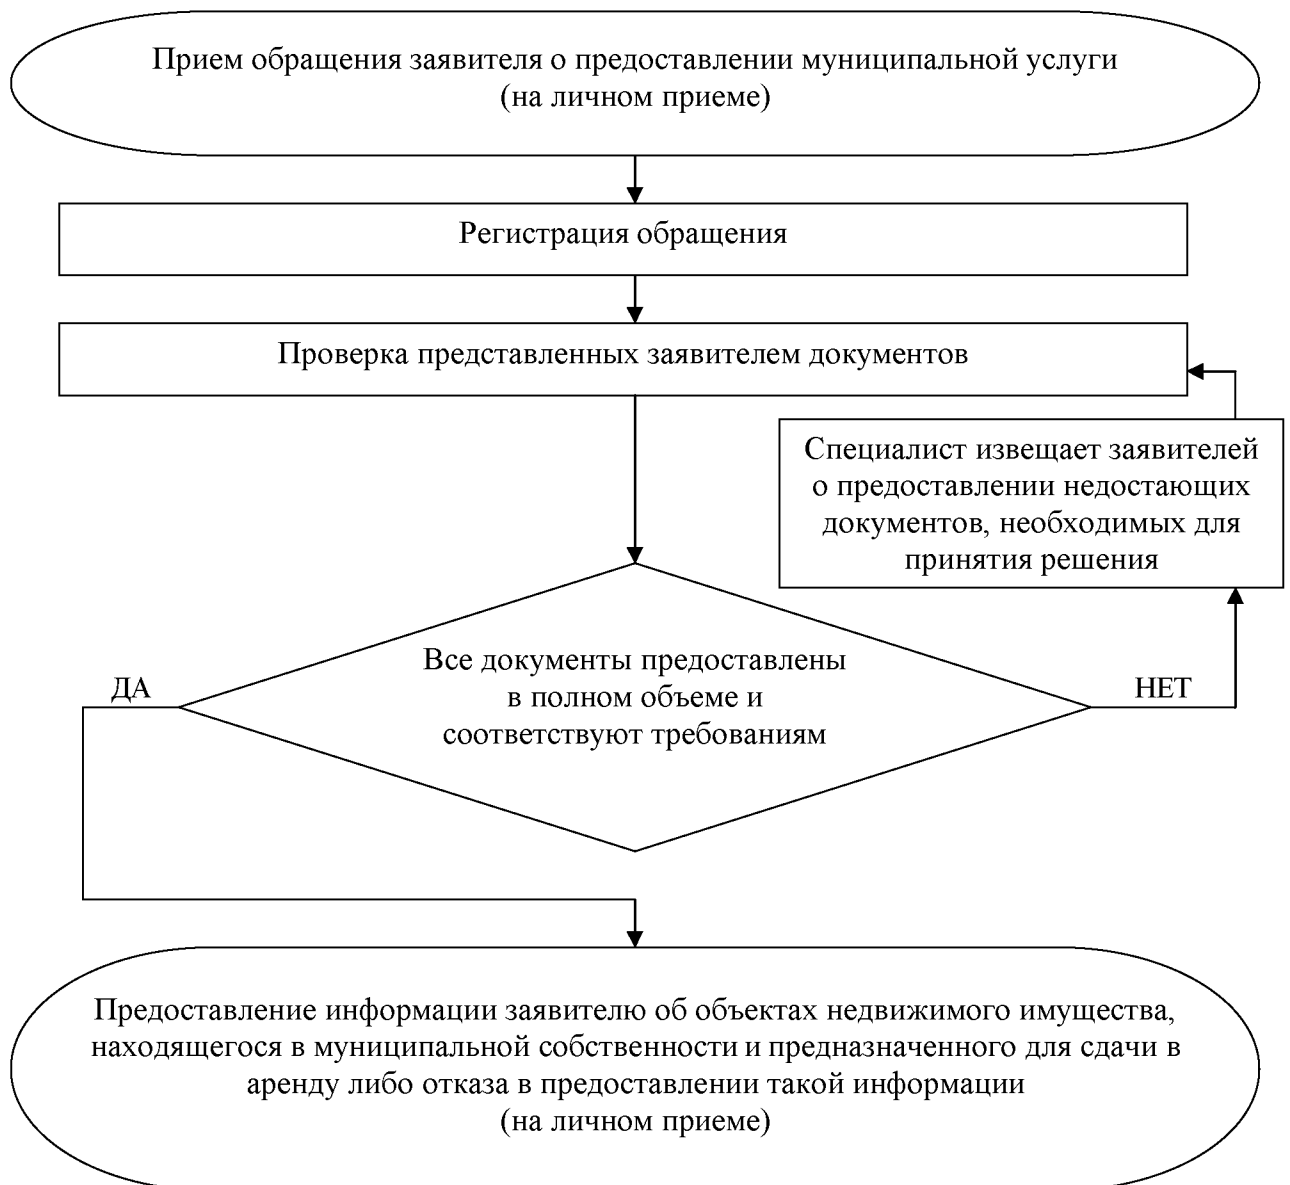 Прием обращения заявителя о предоставлении муниципальной услуги
(на личном приеме)
Регистрация обращения
Проверка представленных заявителем документов
Специалист извещает заявителей
о предоставлении недостающих
документов, необходимых для
принятия решения
Все документы предоставлены
в полном объеме и
соответствуют требованиям
ДА
НЕТ
Предоставление информации заявителю об объектах недвижимого имущества,
находящегося в муниципальной собственности и предназначенного для сдачи в
аренду либо отказа в предоставлении такой информации
(на личном приеме)